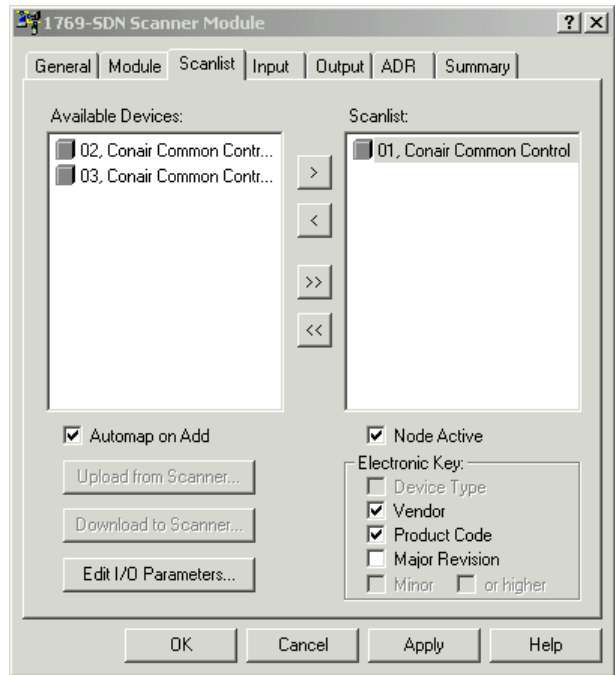 1769-SDN Scanner Module
General Module Scanlist Input Output ADR Summary
Available Devices:
Scanlist:
02, Conair Common Contr...
03, Conair Common Contr...
01, Conair Common Control
>
<
>>
<<
Automap on Add
Upload from Scanner...
Download to Scanner...
Edit I/O Parameters...
Node Active
Electronic Key:
Device Type
Vendor
Product Code
Major Revision
Minor or higher
OK Cancel Apply Help